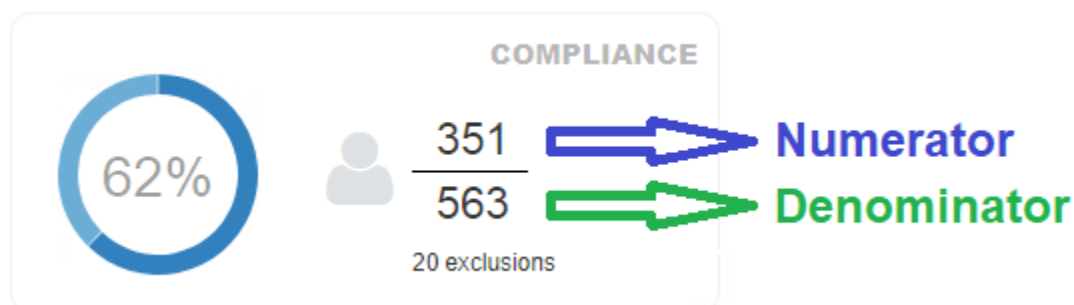 COMPLIANCE
62%
351
Numerator
563
Denominator
20 exclusions